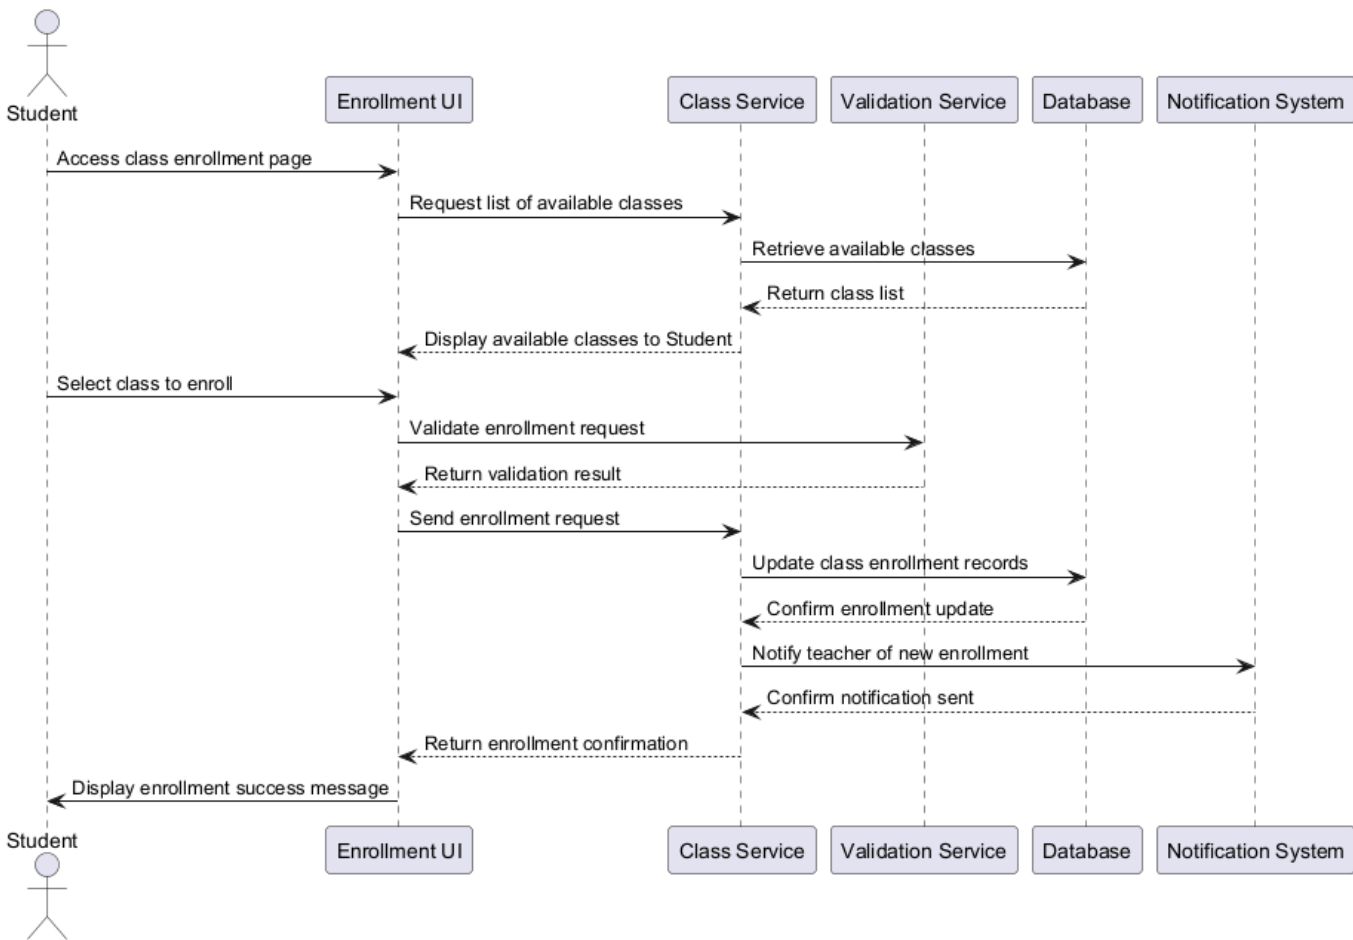 Student
Enrollment UI
Class Service
Validation Service
Database
Notification System
Access class enrollment page
Request list of available classes
Retrieve available classes
Return class list
Display available classes to Student
Select class to enroll
Validate enrollment request
Return validation result
Send enrollment request
Update class enrollment records
Confirm enrollment update
Notify teacher of new enrollment
Confirm notification sent
Return enrollment confirmation
Display enrollment success message
Student
Enrollment UI
Class Service
Validation Service
Database
Notification System